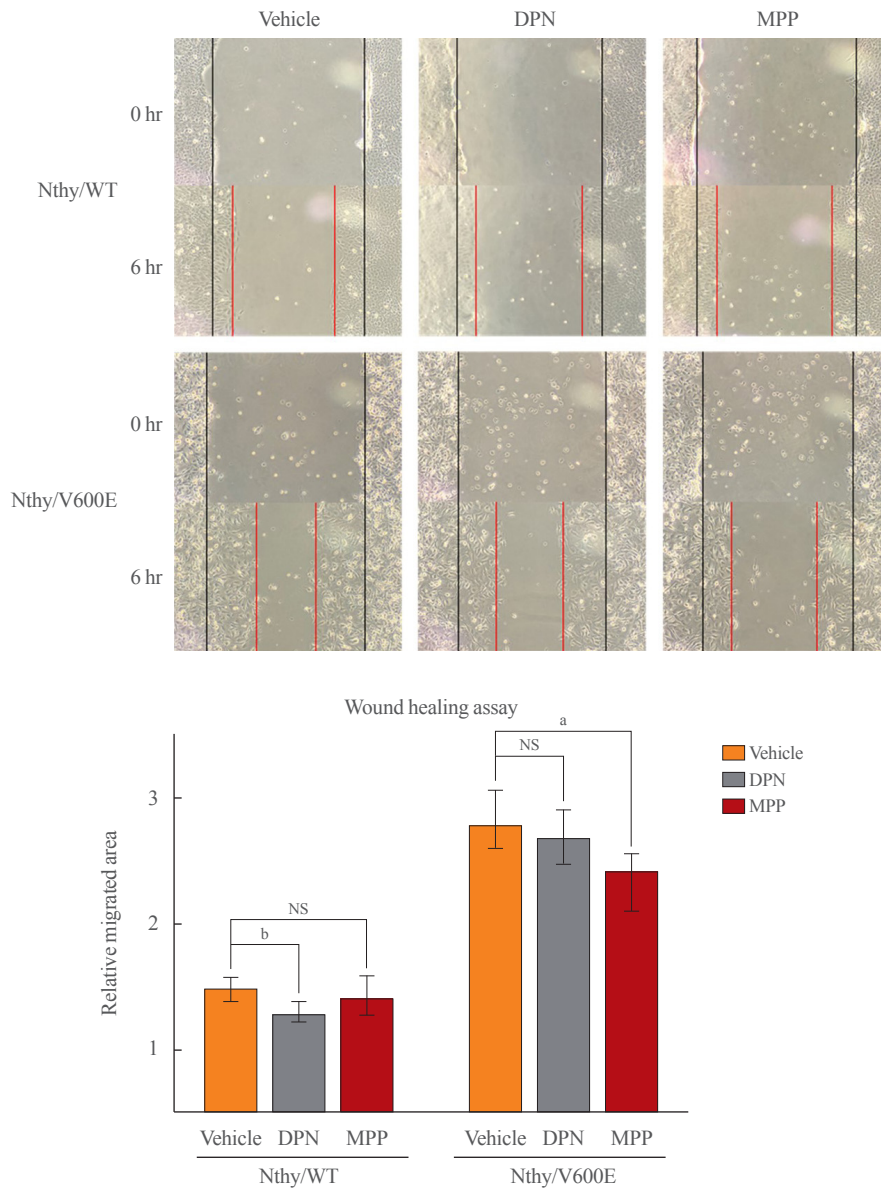 Vehicle DPN MPP
0 hr
Nthy/WT
6 hr
0 hr
Nthy/V600E
6 hr
Wound healing assay
a
NS
Vehicle
DPN
MPP
3
NS
b
2
1
Relative migrated area
Vehicle DPN MPP Vehicle DPN MPP
Nthy/WT Nthy/V600E